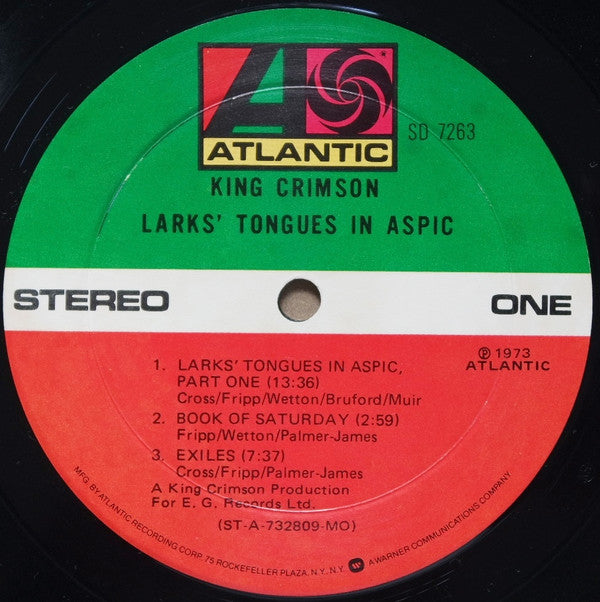 ATLANTIC
SD 7263
KING CRIMSON
LARKS' TONGUES IN ASPIC
STEREO
ONE
℗ 1973
ATLANTIC
1. LARKS' TONGUES IN ASPIC,
PART ONE (13:36)
Cross/Fripp/Wetton/Bruford/Muir
2. BOOK OF SATURDAY (2:59)
Fripp/Wetton/Palmer-James
3. EXILES (7:37)
Cross/Fripp/Palmer-James
A King Crimson Production
For E. G. Records Ltd.
(ST-A-732809-MO)
MFG. BY ATLANTIC RECORDING CORP. 75 ROCKEFELLER PLAZA, N.Y. N.Y. A WARNER COMMUNICATIONS COMPANY